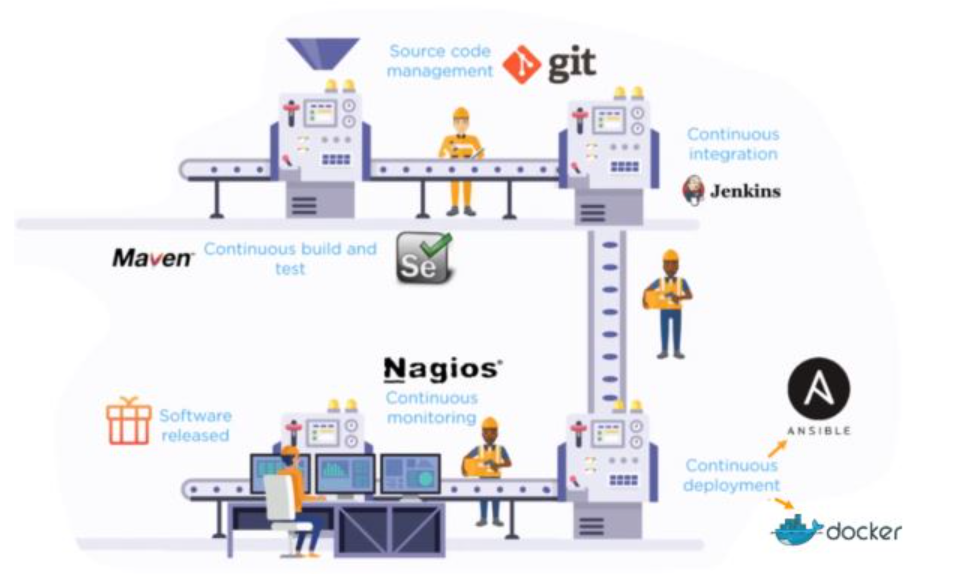 Source code
management
git
Continuous
integration
Jenkins
Maven
Continuous build and
test
Se
Nagios
Continuous
monitoring
Software
released
ANSIBLE
Continuous
deployment
docker